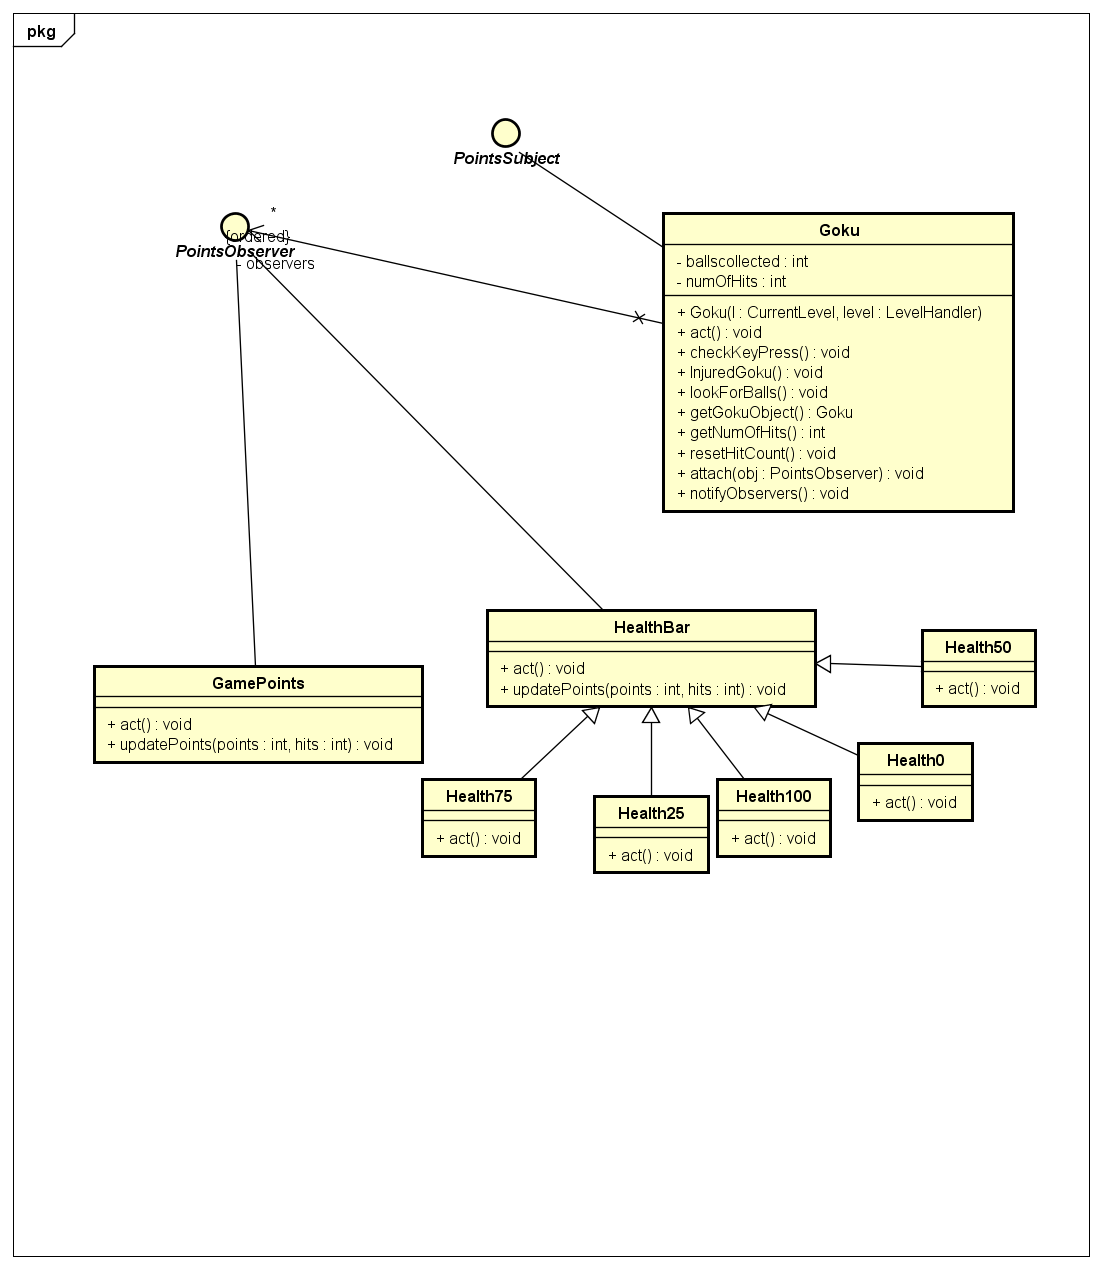 pkg
PointsSubject
*
{ordered}
PointsObserver
- observers
Goku
- ballscollected : int
- numOfHits : int
+ Goku(l : CurrentLevel, level : LevelHandler)
+ act() : void
+ checkKeyPress() : void
+ InjuredGoku() : void
+ lookForBalls() : void
+ getGokuObject() : Goku
+ getNumOfHits() : int
+ resetHitCount() : void
+ attach(obj : PointsObserver) : void
+ notifyObservers() : void
HealthBar
+ act() : void
+ updatePoints(points : int, hits : int) : void
Health50
+ act() : void
GamePoints
+ act() : void
+ updatePoints(points : int, hits : int) : void
Health0
+ act() : void
Health75
+ act() : void
Health25
+ act() : void
Health100
+ act() : void